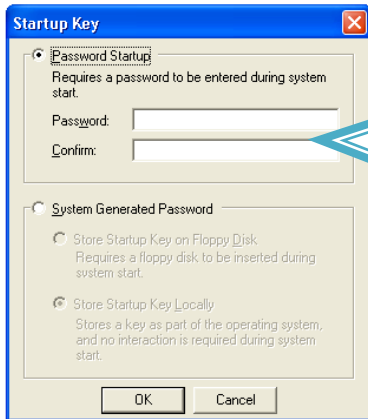 Startup Key
Password Startup
Requires a password to be entered during system
start.
Password:
Confirm:
System Generated Password
Store Startup Key on Floppy Disk
Requires a floppy disk to be inserted during
system start.
Store Startup Key Locally
Stores a key as part of the operating system,
and no interaction is required during system
start.
OK Cancel